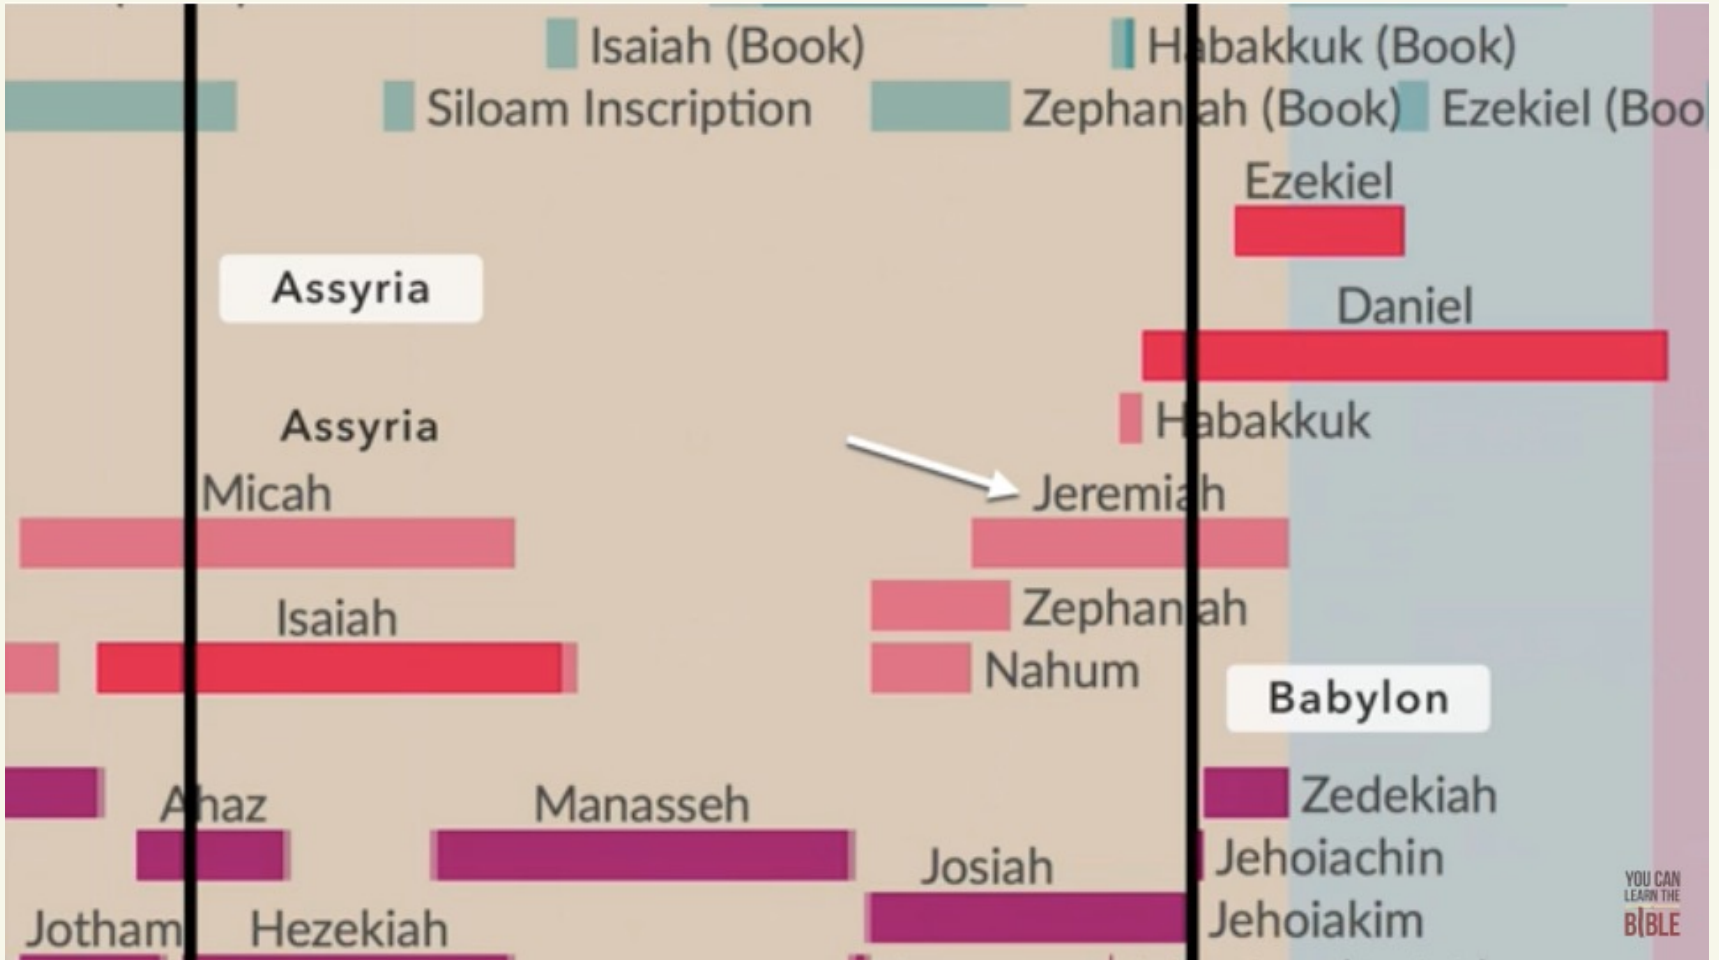 Isaiah (Book)
Habakkuk (Book)
Siloam Inscription
Zephaniah (Book)
Ezekiel (Boo
Ezekiel
Assyria
Daniel
Assyria
Habakkuk
Micah
Jeremiah
Isaiah
Zephaniah
Nahum
Babylon
Ahaz
Manasseh
Zedekiah
Josiah
Jehoiachin
Jotham
Hezekiah
Jehoiakim
YOU CAN
LEARN THE
BIBLE